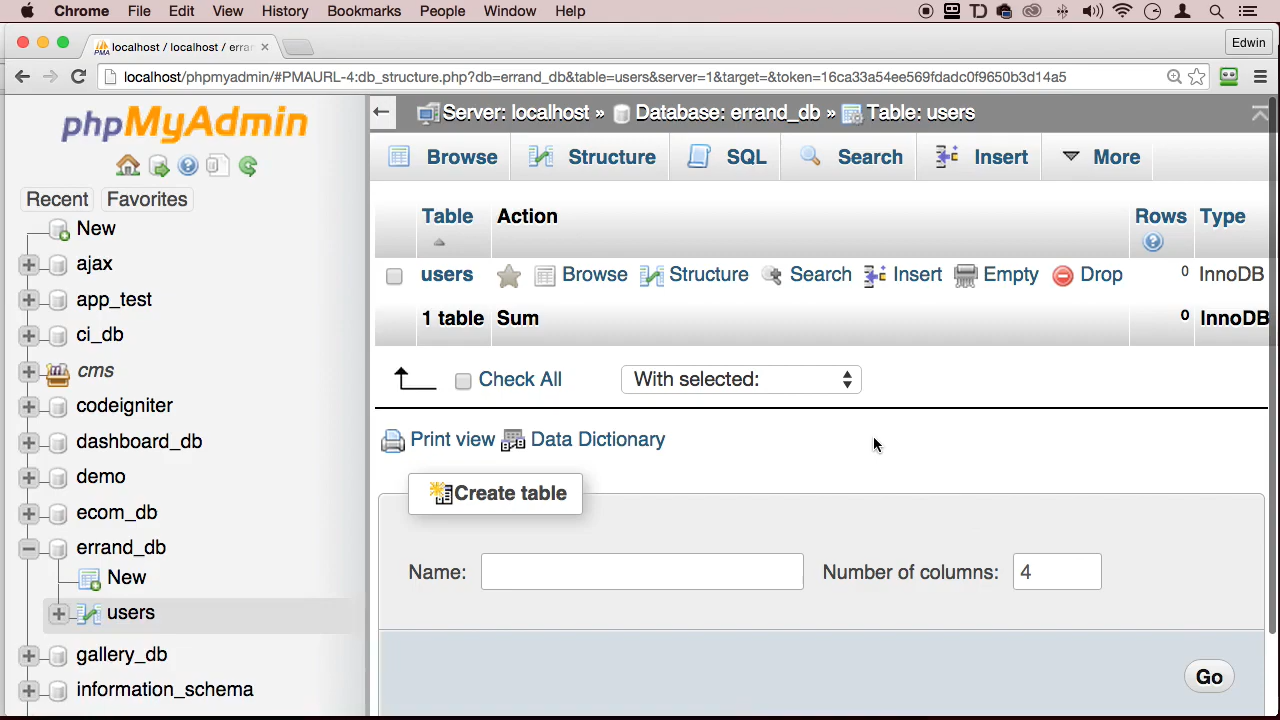 Chrome File Edit View History Bookmarks People Window Help
localhost / localhost / erra
Edwin
localhost/phpmyadmin/#PMAURL-4:db_structure.php?db=errand_db&table=users&server=1&target=&token=16ca33a54ee569fdadc0f9650b3d14a5
phpMyAdmin
Recent Favorites
New
ajax
app_test
ci_db
cms
codeigniter
dashboard_db
demo
ecom_db
errand_db
New
users
gallery_db
information_schema
Server: localhost » Database: errand_db » Table: users
Browse Structure SQL Search Insert More
Table Action Rows Type
users Browse Structure Search Insert Empty Drop 0 InnoDB
1 table Sum 0 InnoDB
Check All With selected:
Print view Data Dictionary
Create table
Name: Number of columns: 4
Go